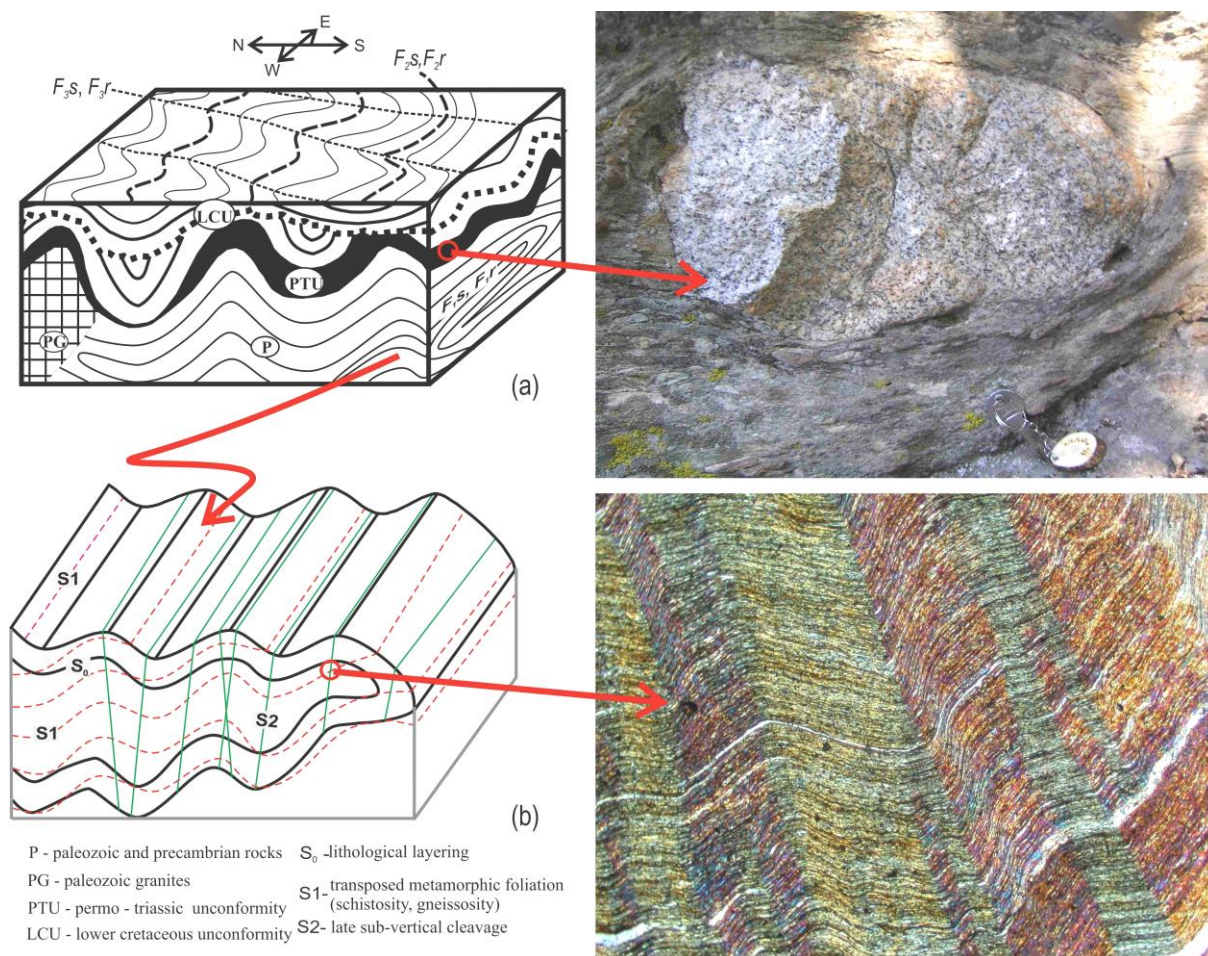 E
N S
W
F₃s, F₃r
F₂s,F₂r
LCU
PTU
F₁s, F₁r
PG
P
(a)
S1
S₀
S1
S2
(b)
P - paleozoic and precambrian rocks
PG - paleozoic granites
PTU - permo - triassic unconformity
LCU - lower cretaceous unconformity
S₀ -lithological layering
S1- transposed metamorphic foliation
(schistosity, gneissosity)
S2- late sub-vertical cleavage